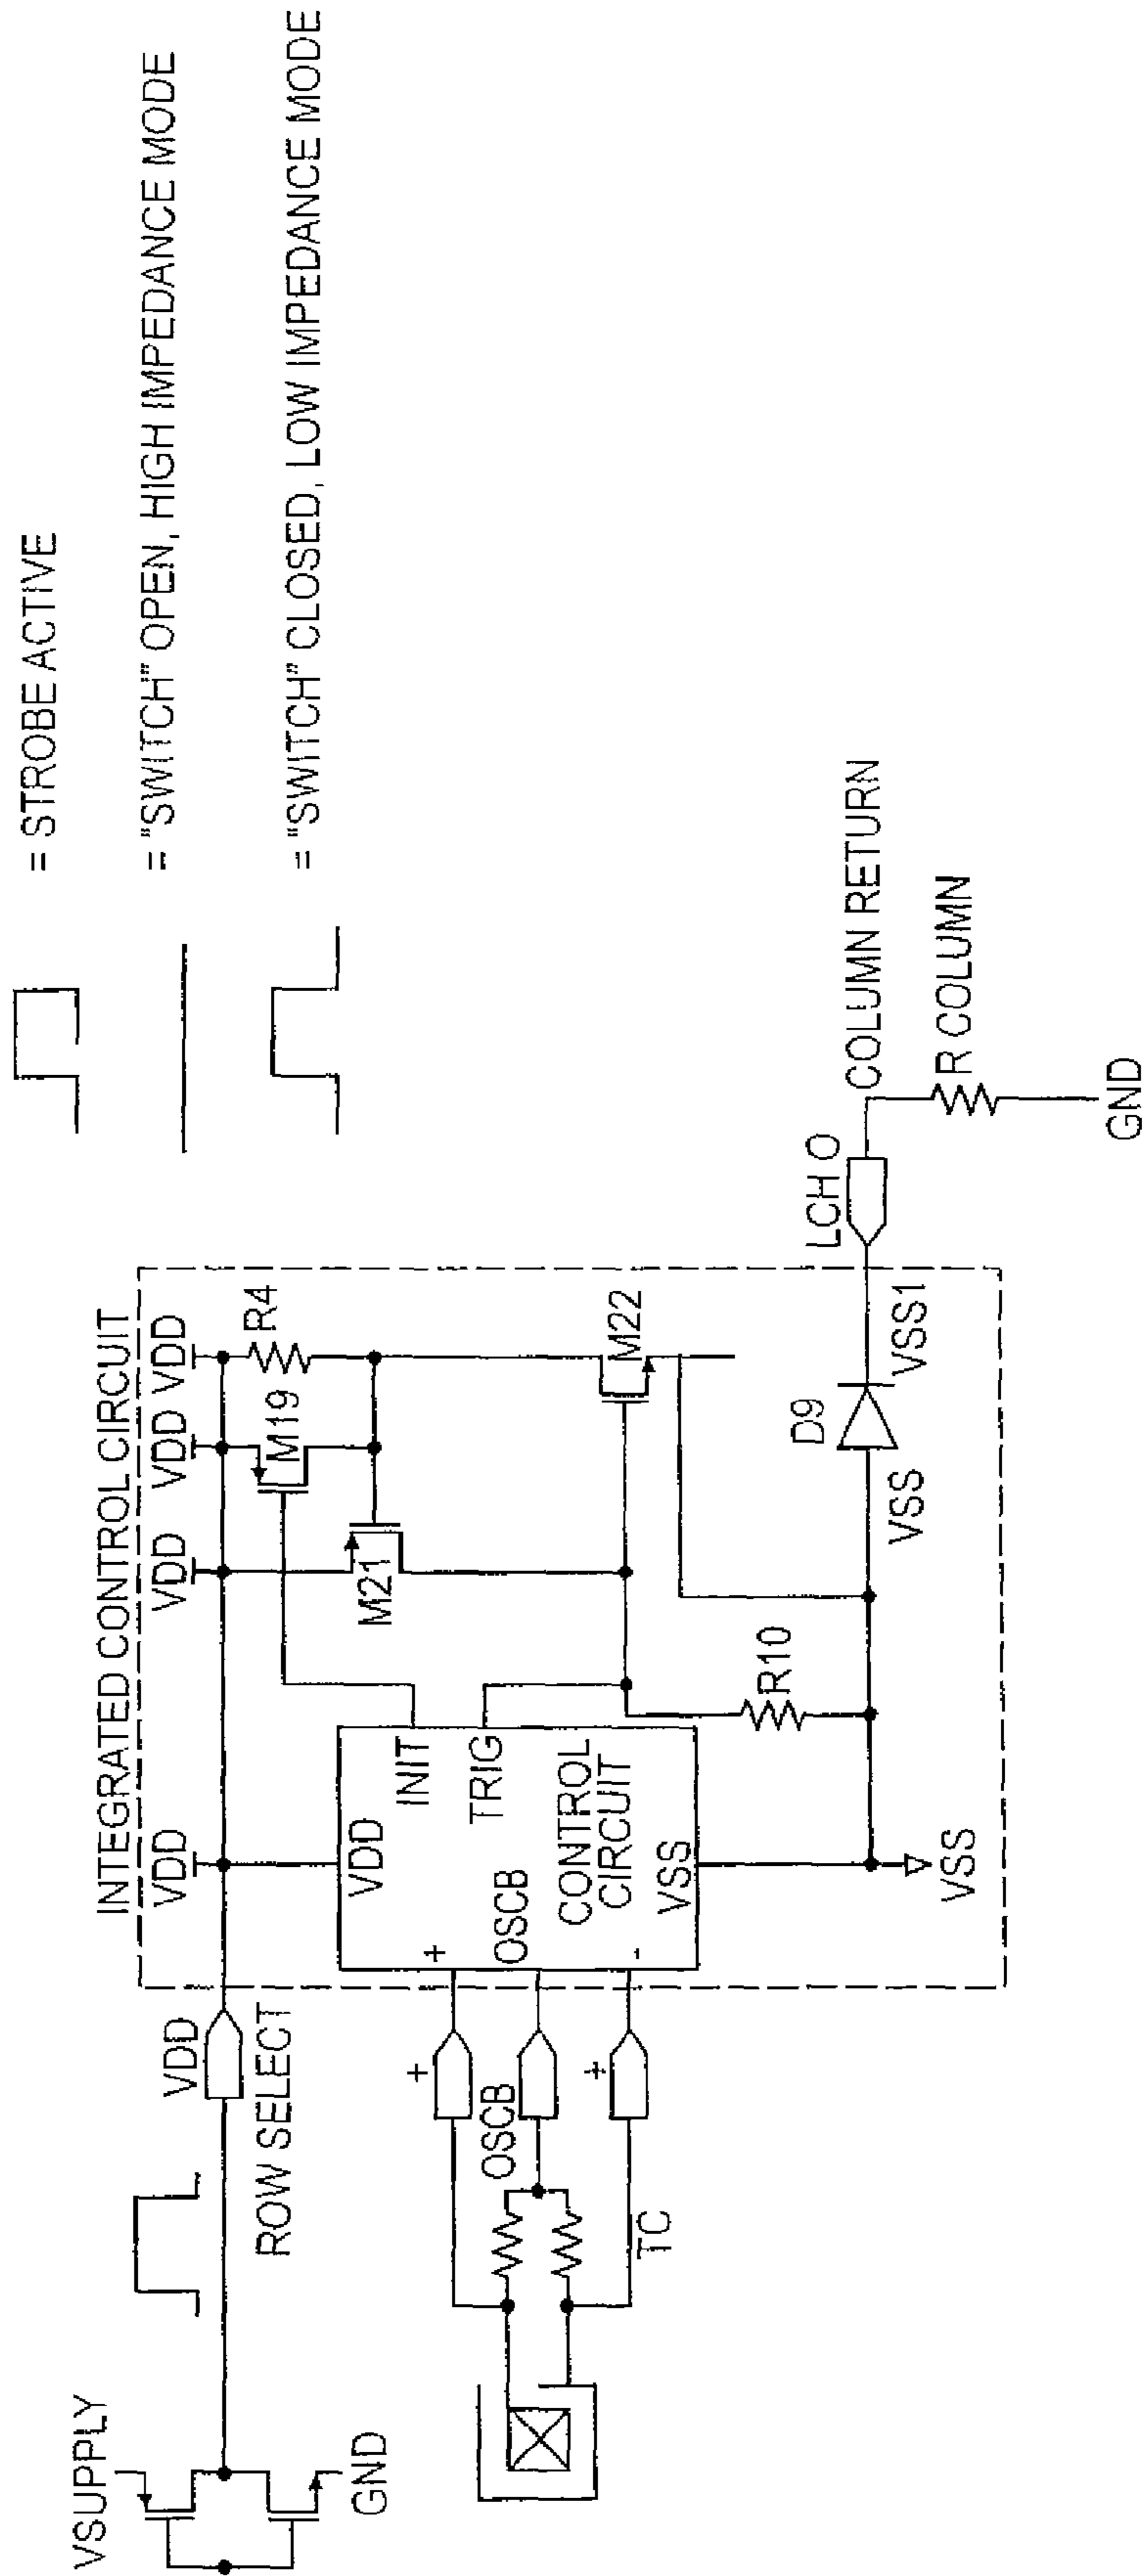 = STROBE ACTIVE
= "SWITCH" OPEN, HIGH IMPEDANCE MODE
= "SWITCH" CLOSED, LOW IMPEDANCE MODE
INTEGRATED CONTROL CIRCUIT
VSUPPLY
GND
VDD
ROW SELECT
VDD
VDD
VDD
VDD
R4
M19
M21
M22
VDD
INIT
TRIG
+
OSCB
-
CONTROL
CIRCUIT
VSS
+
OSCB
+
TC
R10
VSS
VSS
D9
VSS1
LCH O
COLUMN RETURN
R COLUMN
GND